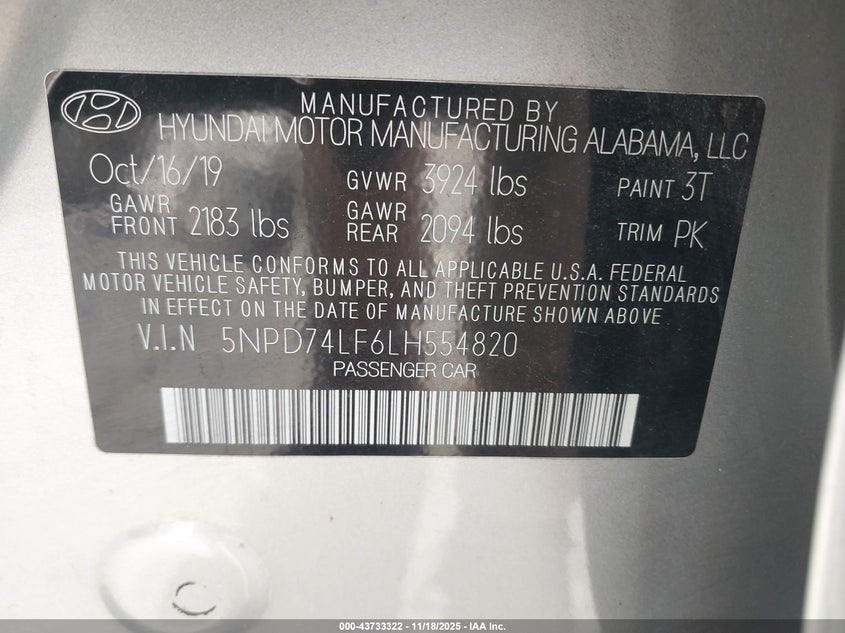 MANUFACTURED BY
HYUNDAI MOTOR MANUFACTURING ALABAMA, LLC
Oct/16/19 GVWR 3924 lbs PAINT 3T
GAWR FRONT 2183 lbs GAWR REAR 2094 lbs TRIM PK
THIS VEHICLE CONFORMS TO ALL APPLICABLE U.S.A. FEDERAL
MOTOR VEHICLE SAFETY, BUMPER, AND THEFT PREVENTION STANDARDS
IN EFFECT ON THE DATE OF MANUFACTURE SHOWN ABOVE.
V.I.N 5NPD74LF6LH554820
PASSENGER CAR
000-43733322 - 11/18/2025 - IAA Inc.